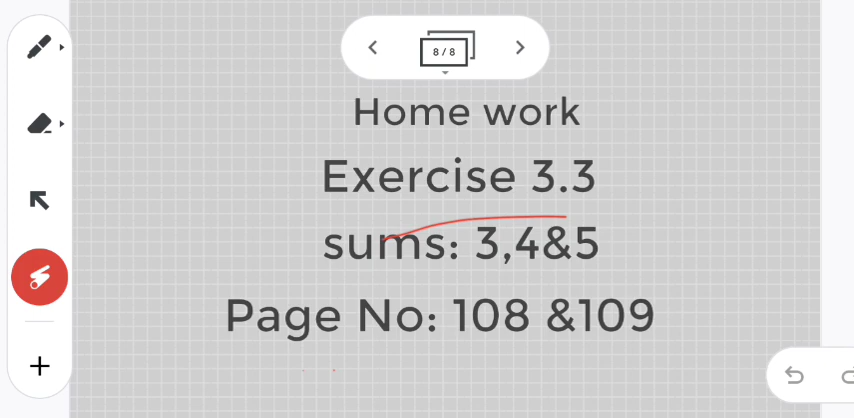 8/8
Home work
Exercise 3.3
sums: 3,4&5
Page No: 108 &109